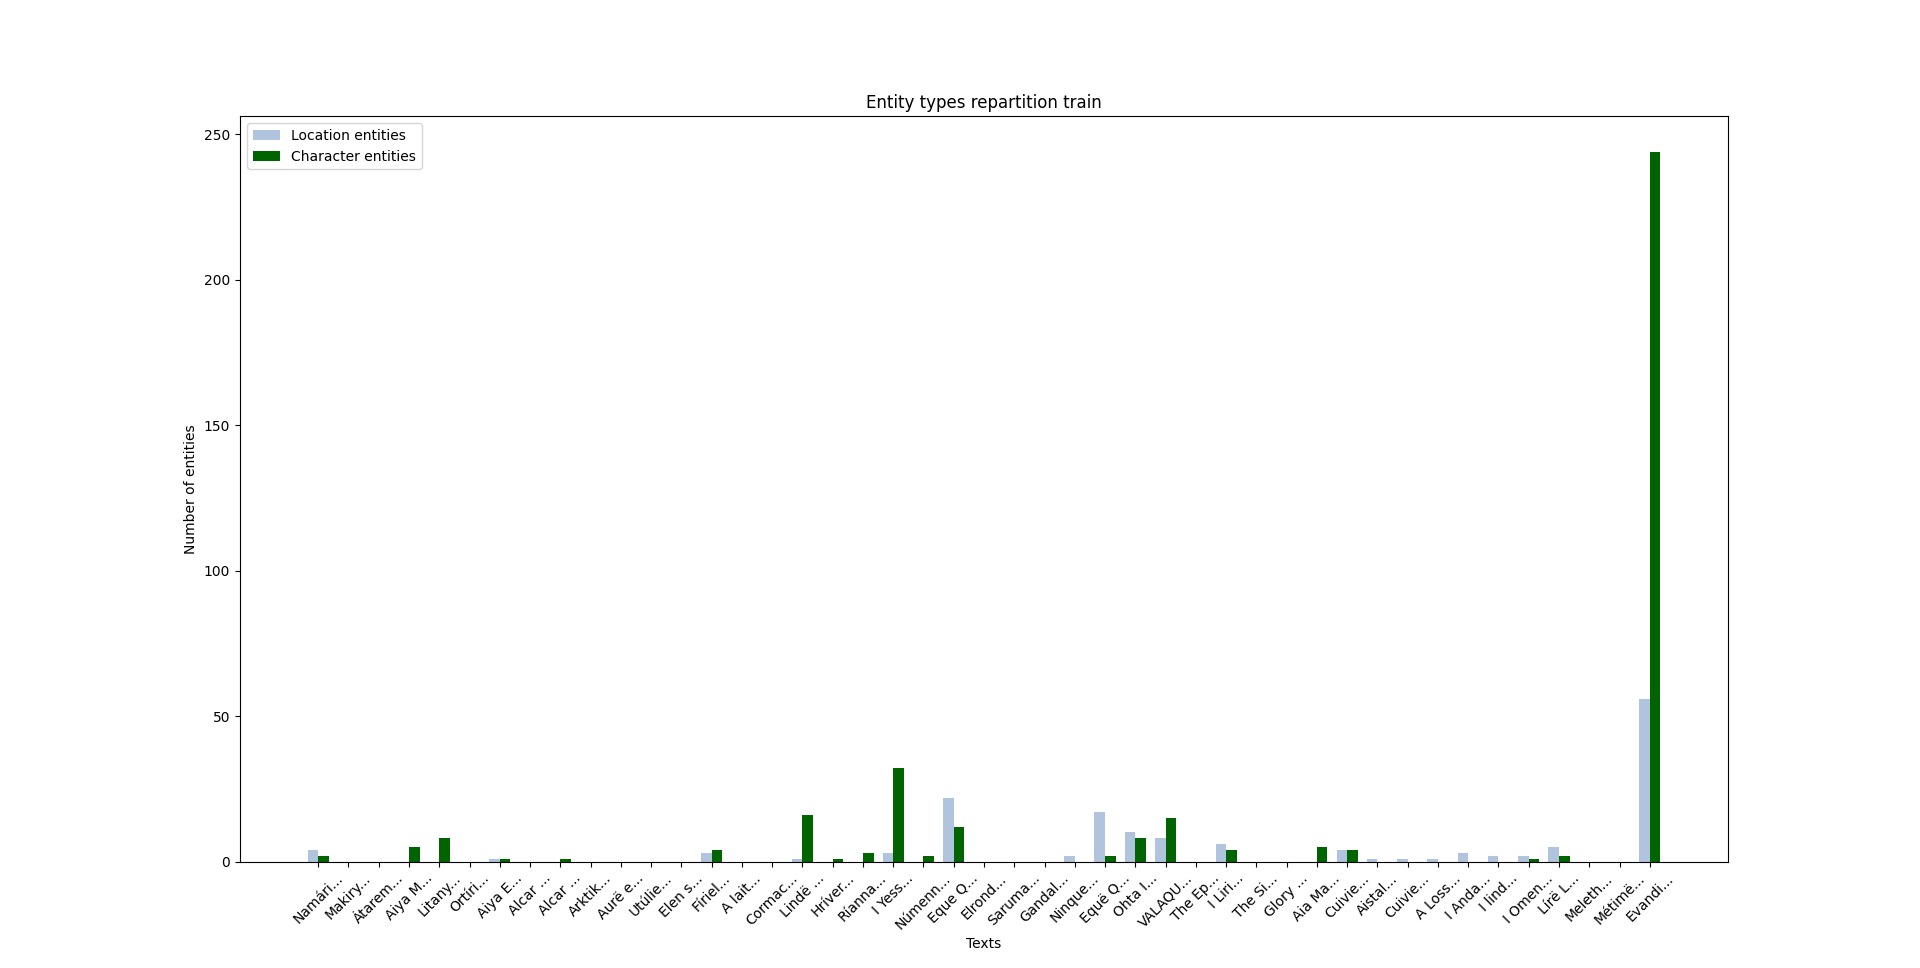 Entity types repartition train
Location entities
Character entities
250
200
150
100
50
0
Number of entities
Namári...
Makiry...
Átarem...
Aiya M...
Litany...
Ortírí...
Aiya E...
Alcar ...
Alcar ...
Arktik...
Aurë e...
Utúlie...
Elen s...
Fíriel...
A lait...
Cormac...
Lindë ...
Hríver...
Ríanna...
I Yess...
Númenn...
Eque Q...
Elrond...
Saruma...
Gandal...
Ninque...
Equë Q...
Ohta I...
VALAQU...
The Ep...
I Liri...
The Si...
Glory ...
Aia Ma...
Cuivie...
Aistal...
Cuivie...
A Loss...
I Anda...
I lind...
I Omen...
Lírë L...
Meleth...
Métimë...
Evandi...
Texts